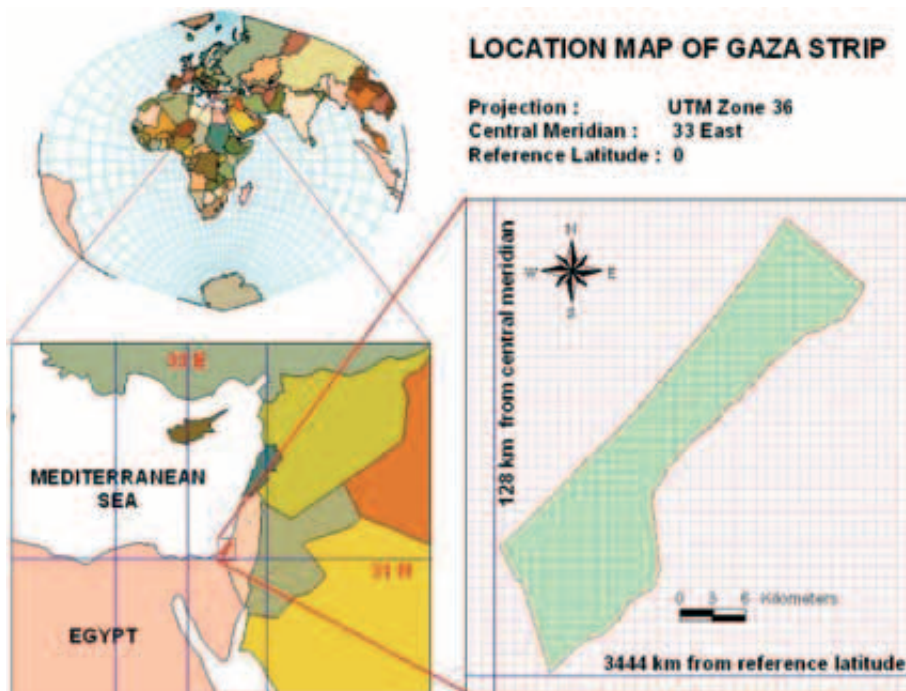 LOCATION MAP OF GAZA STRIP
Projection : UTM Zone 36
Central Meridian : 33 East
Reference Latitude : 0
N
W E
S
128 km from central meridian
MEDITERRANEAN
SEA
EGYPT
0 3 6 Kilometers
3444 km from reference latitude